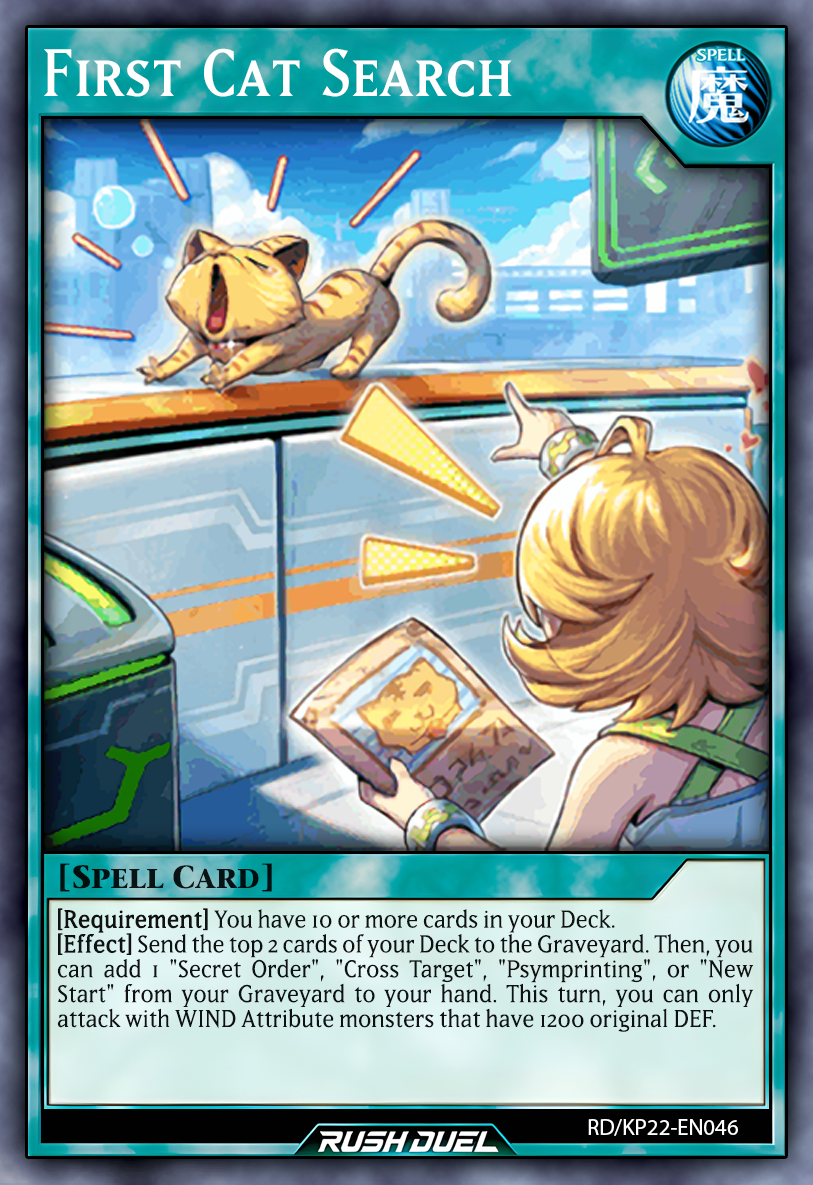 First Cat Search
SPELL
魔
[Spell Card]
[Requirement] You have 10 or more cards in your Deck.
[Effect] Send the top 2 cards of your Deck to the Graveyard. Then, you
can add 1 "Secret Order", "Cross Target", "Psymprinting", or "New
Start" from your Graveyard to your hand. This turn, you can only
attack with WIND Attribute monsters that have 1200 original DEF.
RD/KP22-EN046
RUSH DUEL